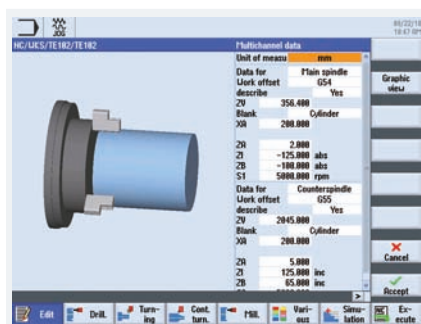 JOG
HC/WKS/TE182/TE182
Multichannel data
Unit of measu mm
Data for Main spindle
Work offset G54
describe Yes
ZV 356.400
Blank Cylinder
XA 200.000
ZA 2.000
ZI -125.000 abs
ZB -100.000 abs
S1 5000.000 rpm
Data for Counterspindle
Work offset G55
describe Yes
ZV 2045.000
Blank Cylinder
XA 200.000
ZA 5.000
ZI 125.000 inc
ZB 65.000 inc
Graphic
view
Cancel
Accept
Edit
Drill.
Turn-
ing
Cont.
turn.
Mill.
Vari-
ous
Simu-
lation
Ex-
ecute